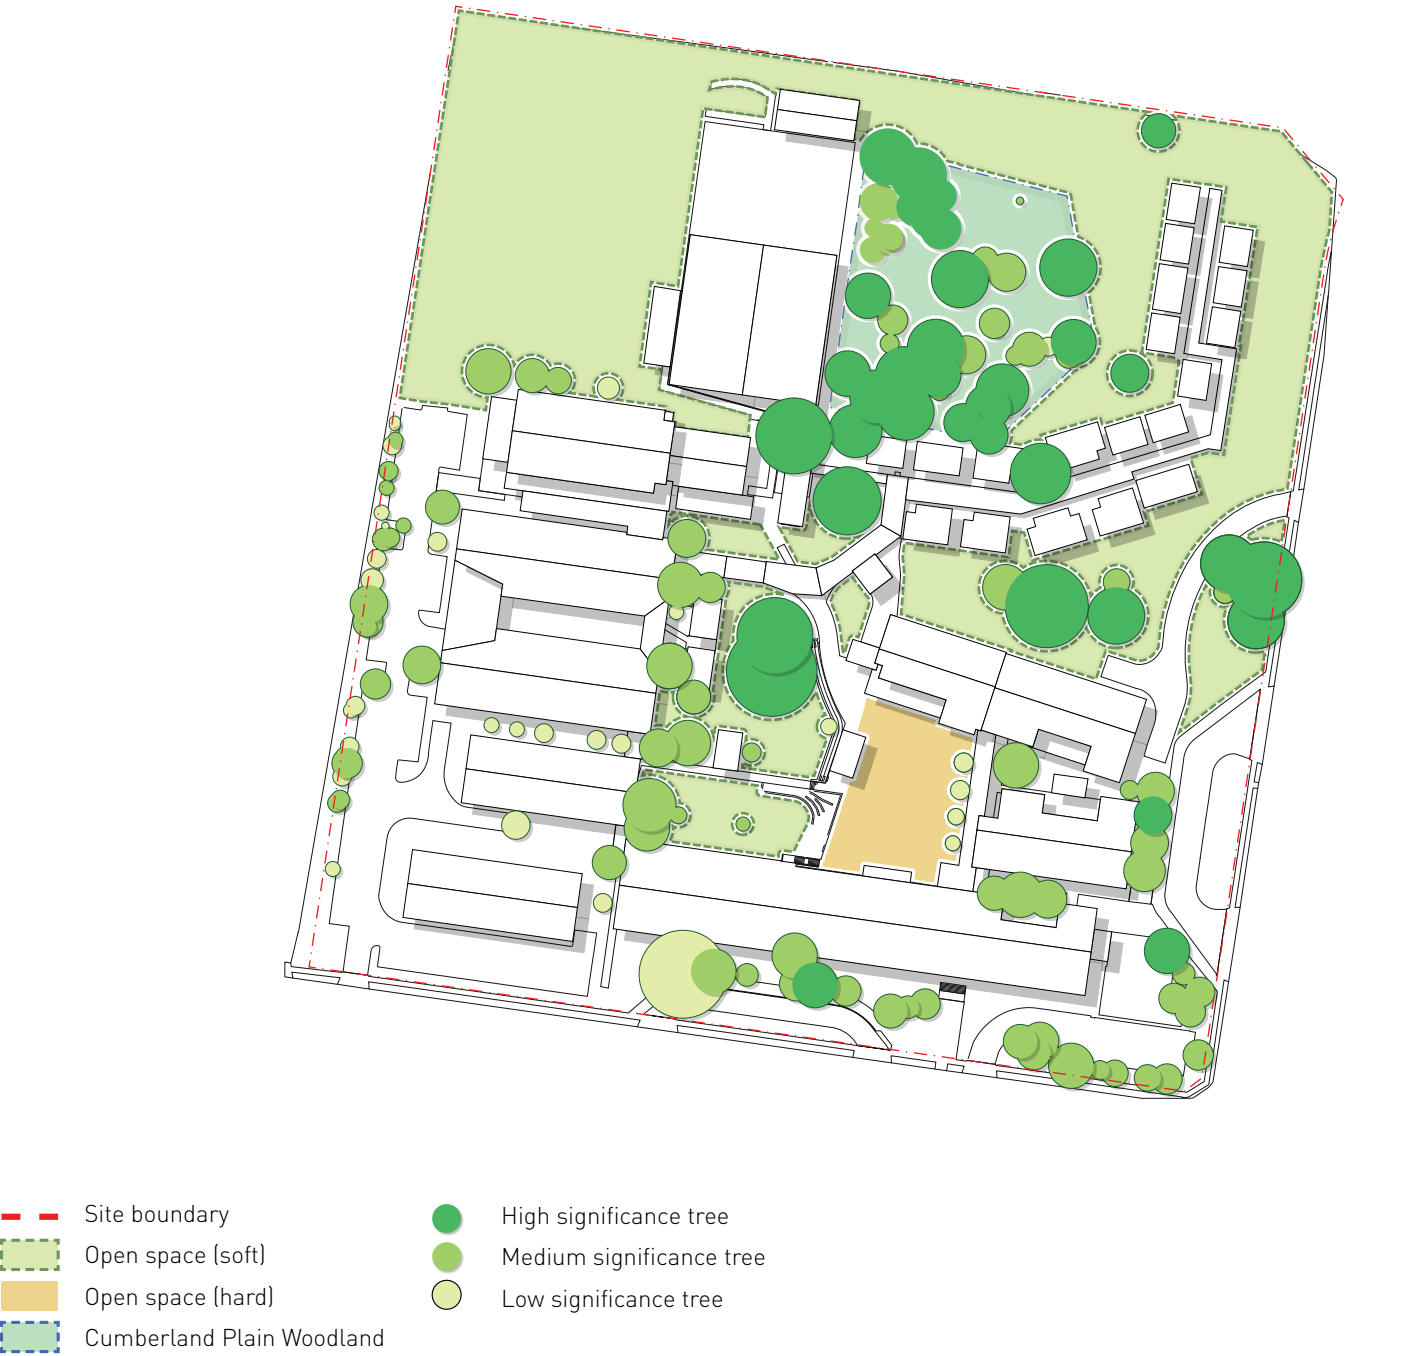 Site boundary
Open space (soft)
Open space (hard)
Cumberland Plain Woodland
High significance tree
Medium significance tree
Low significance tree